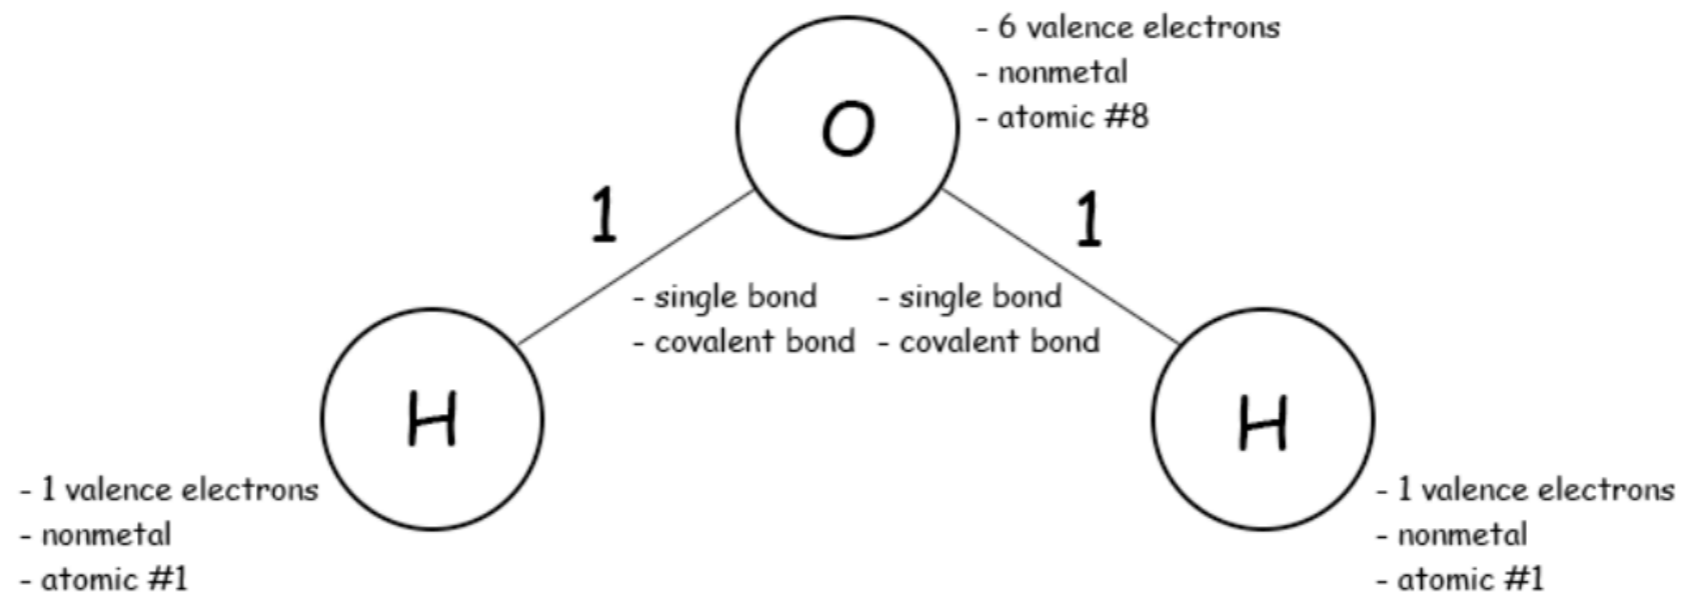 - 6 valence electrons
- nonmetal
- atomic #8
O
1
1
- single bond
- covalent bond
- single bond
- covalent bond
H
- 1 valence electrons
- nonmetal
- atomic #1
H
- 1 valence electrons
- nonmetal
- atomic #1